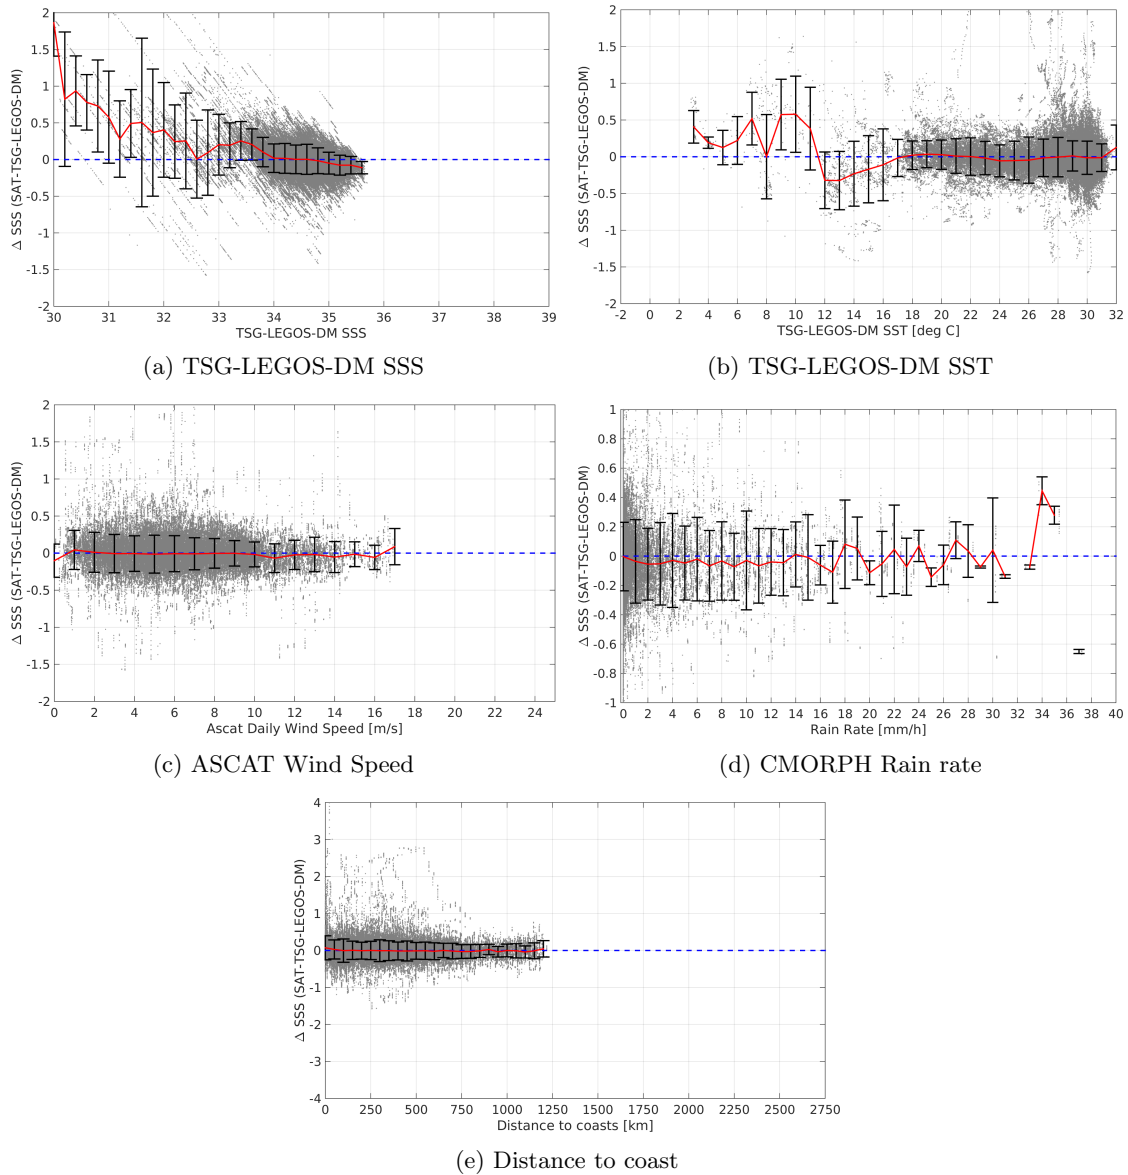 2
1.5
1
0.5
0
-0.5
-1
-1.5
-2
Δ SSS (SAT-TSG-LEGOS-DM)
30 31 32 33 34 35 36 37 38 39
TSG-LEGOS-DM SSS
(a) TSG-LEGOS-DM SSS
2
1.5
1
0.5
0
-0.5
-1
-1.5
-2
Δ SSS (SAT-TSG-LEGOS-DM)
-2 0 2 4 6 8 10 12 14 16 18 20 22 24 26 28 30 32
TSG-LEGOS-DM SST [deg C]
(b) TSG-LEGOS-DM SST
2
1.5
1
0.5
0
-0.5
-1
-1.5
-2
Δ SSS (SAT-TSG-LEGOS-DM)
0 2 4 6 8 10 12 14 16 18 20 22 24
Ascat Daily Wind Speed [m/s]
(c) ASCAT Wind Speed
1
0.8
0.6
0.4
0.2
0
-0.2
-0.4
-0.6
-0.8
-1
Δ SSS (SAT-TSG-LEGOS-DM)
0 2 4 6 8 10 12 14 16 18 20 22 24 26 28 30 32 34 36 38 40
Rain Rate [mm/h]
(d) CMORPH Rain rate
4
3
2
1
0
-1
-2
-3
-4
Δ SSS (SAT-TSG-LEGOS-DM)
0 250 500 750 1000 1250 1500 1750 2000 2250 2500 2750
Distance to coasts [km]
(e) Distance to coast